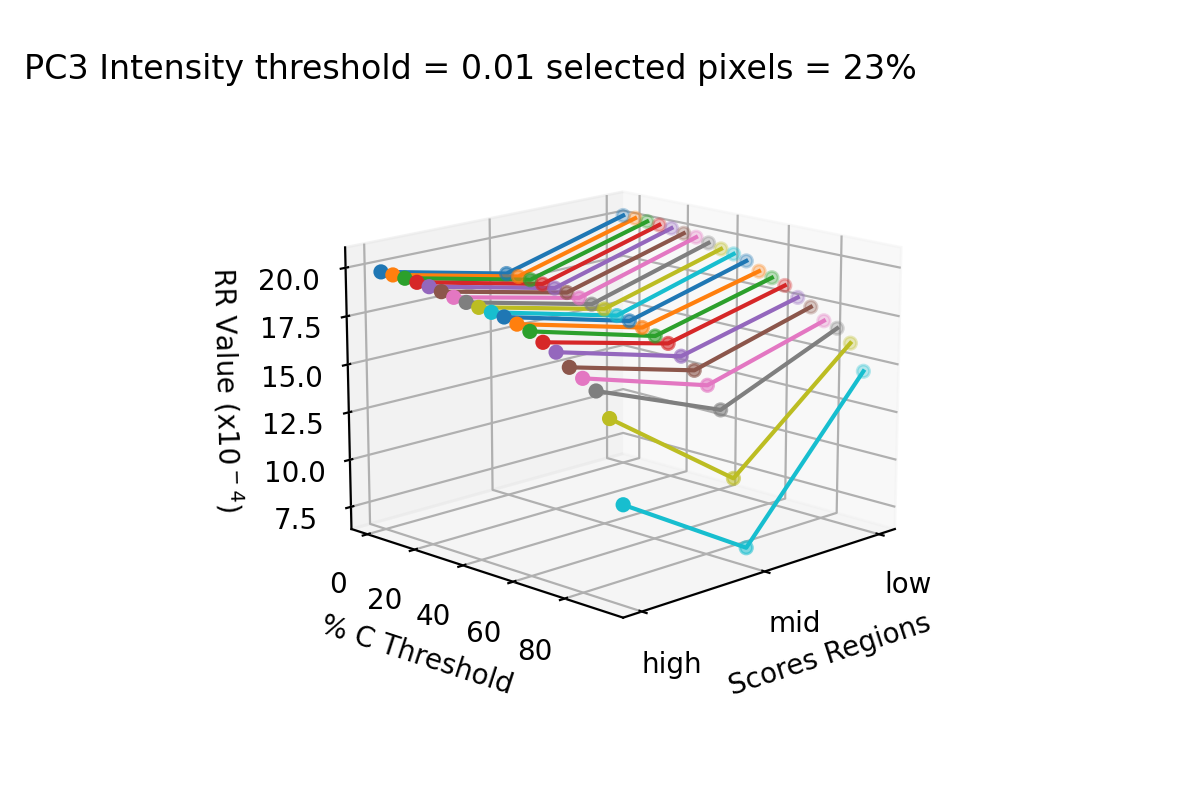 PC3 Intensity threshold = 0.01 selected pixels = 23%
RR Value (x10⁻⁴)
20.0
17.5
15.0
12.5
10.0
7.5
0
20
40
60
80
% C Threshold
high
mid
low
Scores Regions